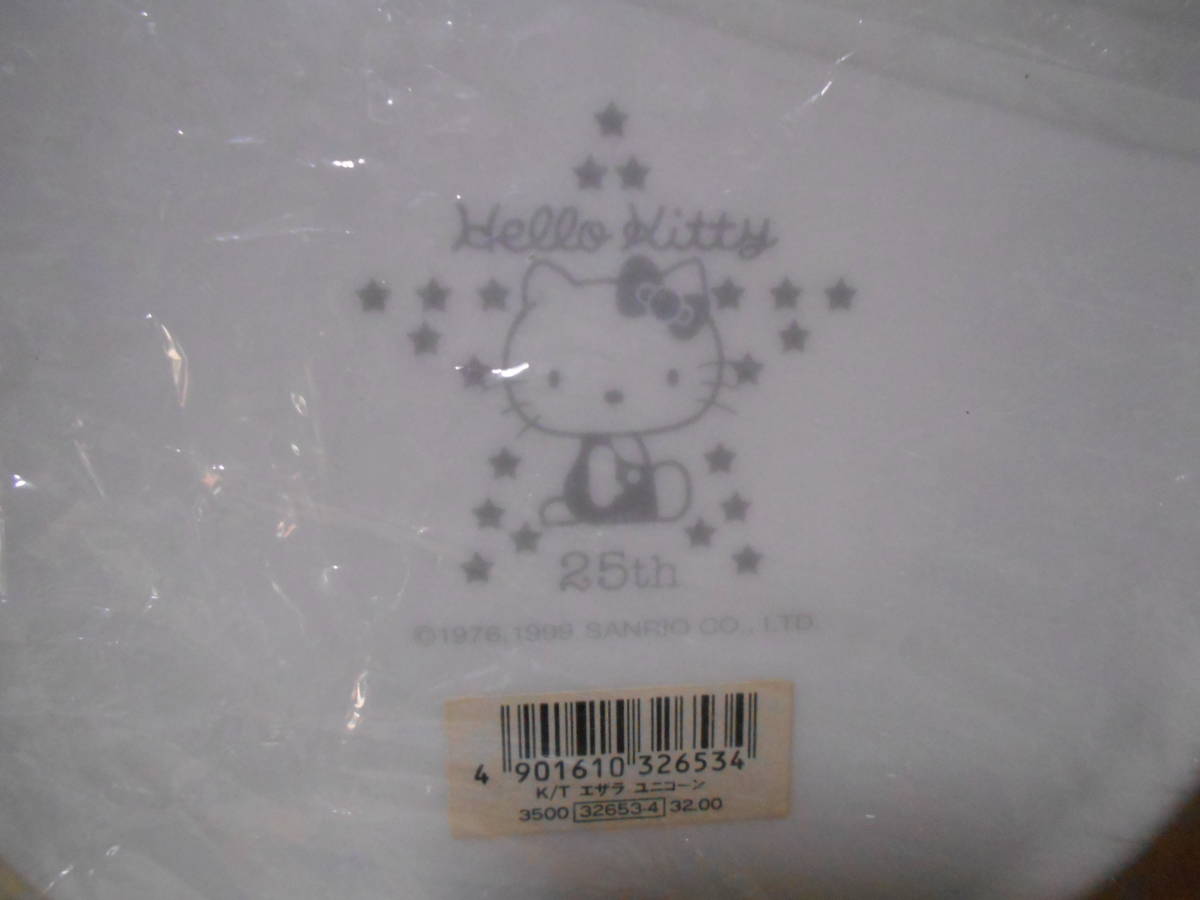 Hello Kitty
25th
©1976,1999 SANRIO CO., LTD.
4 901610 326534
K/T エザラ ユニコーン
3500 32653-4 32.00